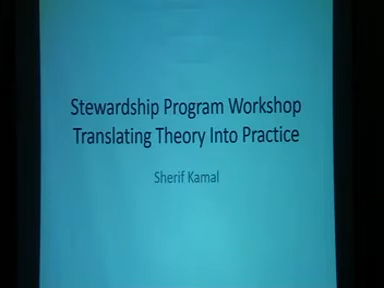 Stewardship Program Workshop
Translating Theory Into Practice
Sherif Kamal